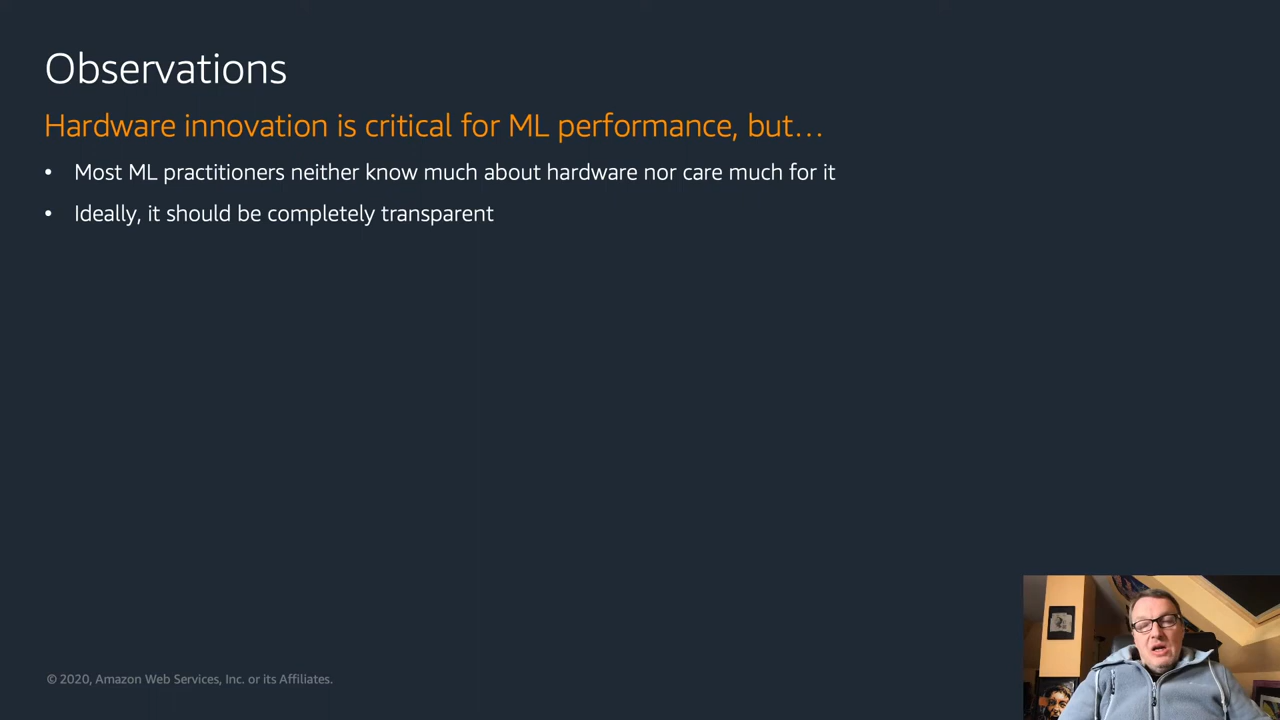 Observations
Hardware innovation is critical for ML performance, but…
• Most ML practitioners neither know much about hardware nor care much for it
• Ideally, it should be completely transparent
© 2020, Amazon Web Services, Inc. or its Affiliates.